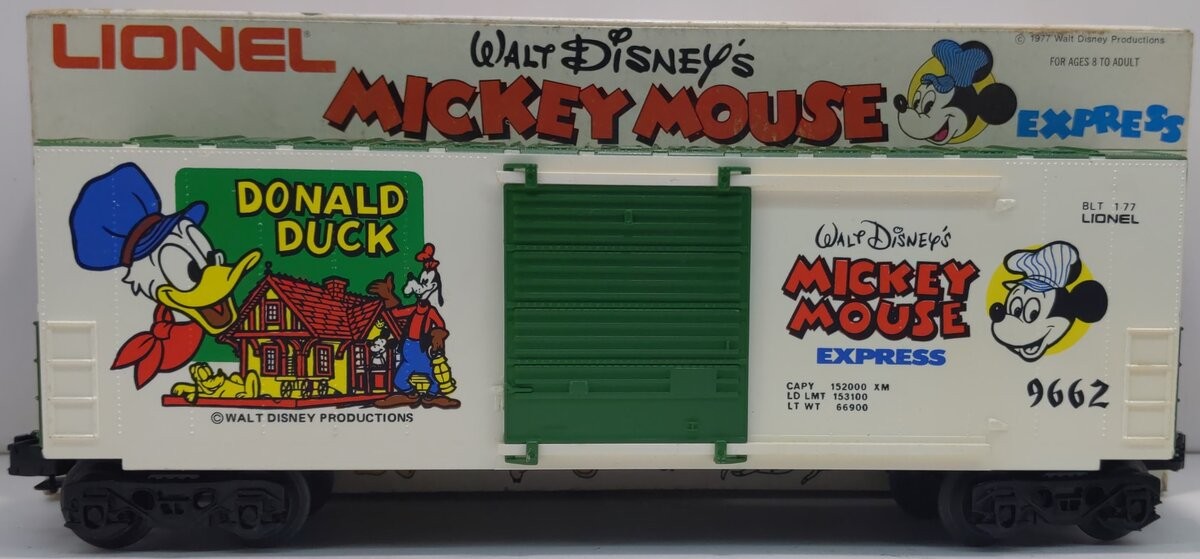 LIONEL
WALT DISNEY'S
MICKEY MOUSE
EXPRESS
© 1977 Walt Disney Productions
FOR AGES 8 TO ADULT
DONALD
DUCK
©WALT DISNEY PRODUCTIONS
BLT 1 77
LIONEL
WALT DISNEY'S
MICKEY
MOUSE
EXPRESS
CAPY 152000 XM
LD LMT 153100
LT WT 66900
9662